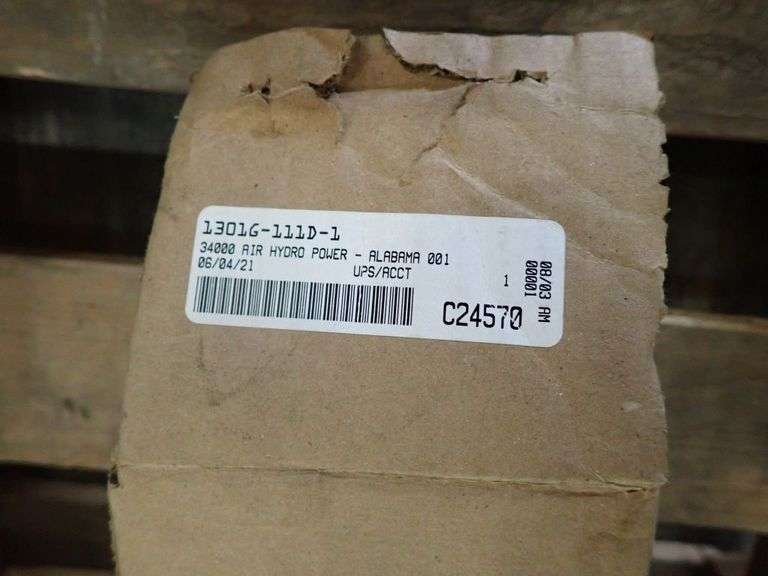 1301G-111D-1
34000 AIR HYDRO POWER - ALABAMA 001
06/04/21 UPS/ACCT
1
C24570
08/03 AM
00001